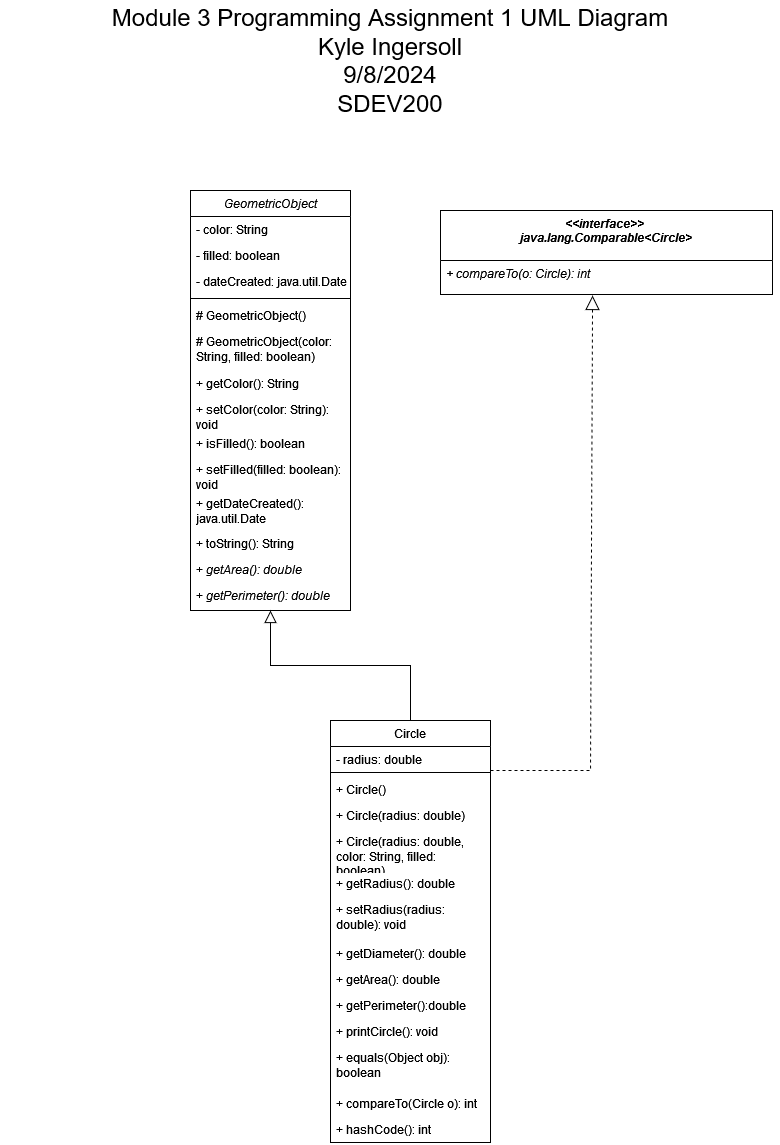 Module 3 Programming Assignment 1 UML Diagram
Kyle Ingersoll
9/8/2024
SDEV200
GeometricObject
- color: String
- filled: boolean
- dateCreated: java.util.Date
# GeometricObject()
# GeometricObject(color:
String, filled: boolean)
+ getColor(): String
+ setColor(color: String):
void
+ isFilled(): boolean
+ setFilled(filled: boolean):
void
+ getDateCreated():
java.util.Date
+ toString(): String
+ getArea(): double
+ getPerimeter(): double
<<interface>>
java.lang.Comparable<Circle>
+ compareTo(o: Circle): int
Circle
- radius: double
+ Circle()
+ Circle(radius: double)
+ Circle(radius: double,
color: String, filled:
boolean)
+ getRadius(): double
+ setRadius(radius:
double): void
+ getDiameter(): double
+ getArea(): double
+ getPerimeter():double
+ printCircle(): void
+ equals(Object obj):
boolean
+ compareTo(Circle o): int
+ hashCode(): int